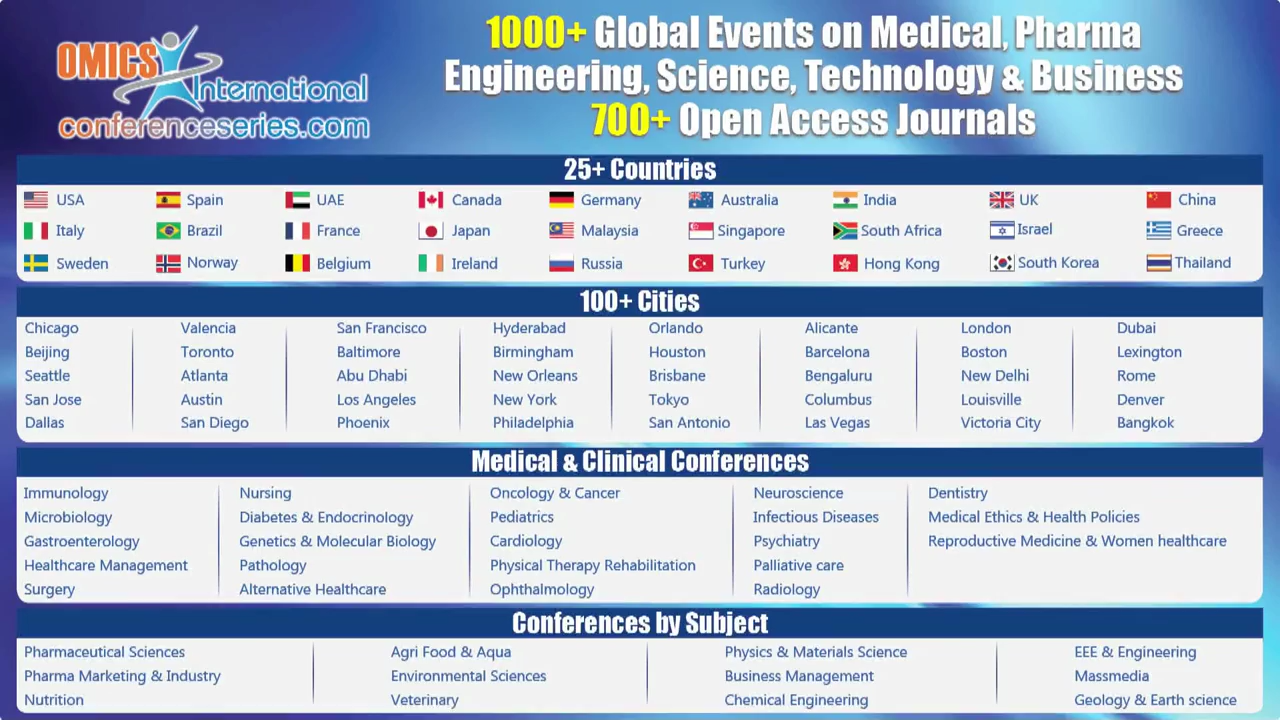 OMICS
International
conferenceseries.com
1000+ Global Events on Medical, Pharma
Engineering, Science, Technology & Business
700+ Open Access Journals
25+ Countries
USA Spain UAE Canada Germany Australia India UK China
Italy Brazil France Japan Malaysia Singapore South Africa Israel Greece
Sweden Norway Belgium Ireland Russia Turkey Hong Kong South Korea Thailand
100+ Cities
Chicago Valencia San Francisco Hyderabad Orlando Alicante London Dubai
Beijing Toronto Baltimore Birmingham Houston Barcelona Boston Lexington
Seattle Atlanta Abu Dhabi New Orleans Brisbane Bengaluru New Delhi Rome
San Jose Austin Los Angeles New York Tokyo Columbus Louisville Denver
Dallas San Diego Phoenix Philadelphia San Antonio Las Vegas Victoria City Bangkok
Medical & Clinical Conferences
Immunology Nursing Oncology & Cancer Neuroscience Dentistry
Microbiology Diabetes & Endocrinology Pediatrics Infectious Diseases Medical Ethics & Health Policies
Gastroenterology Genetics & Molecular Biology Cardiology Psychiatry Reproductive Medicine & Women healthcare
Healthcare Management Pathology Physical Therapy Rehabilitation Palliative care
Surgery Alternative Healthcare Ophthalmology Radiology
Conferences by Subject
Pharmaceutical Sciences Agri Food & Aqua Physics & Materials Science EEE & Engineering
Pharma Marketing & Industry Environmental Sciences Business Management Massmedia
Nutrition Veterinary Chemical Engineering Geology & Earth science